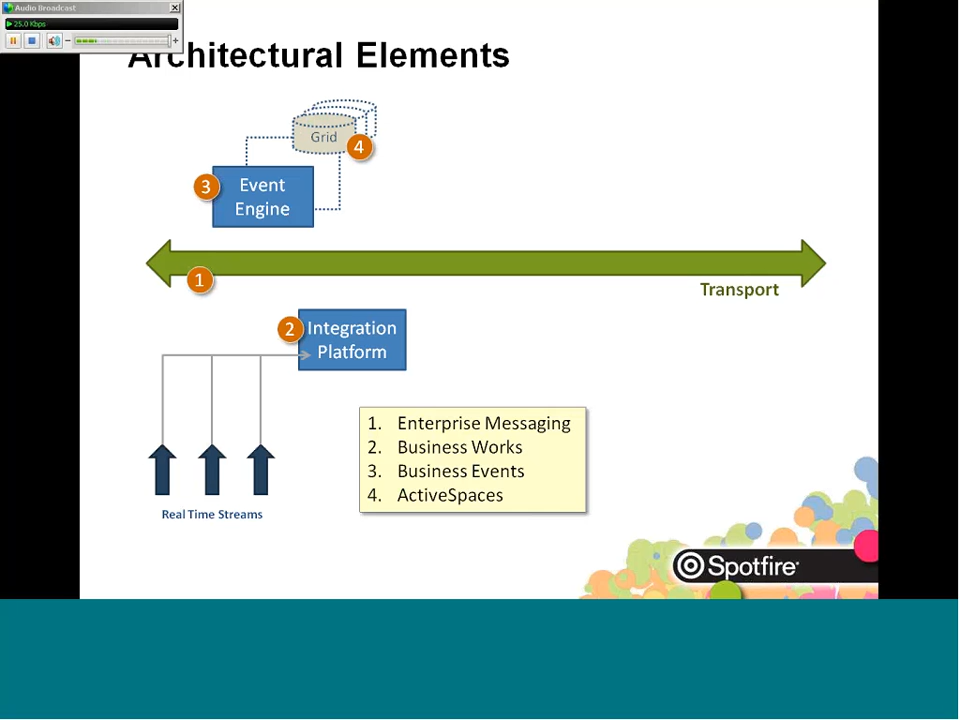 Audio Broadcast
25.0 Kbps
Architectural Elements
Grid
4
3
Event
Engine
1
Transport
2
Integration
Platform
1. Enterprise Messaging
2. Business Works
3. Business Events
4. ActiveSpaces
Real Time Streams
Spotfire